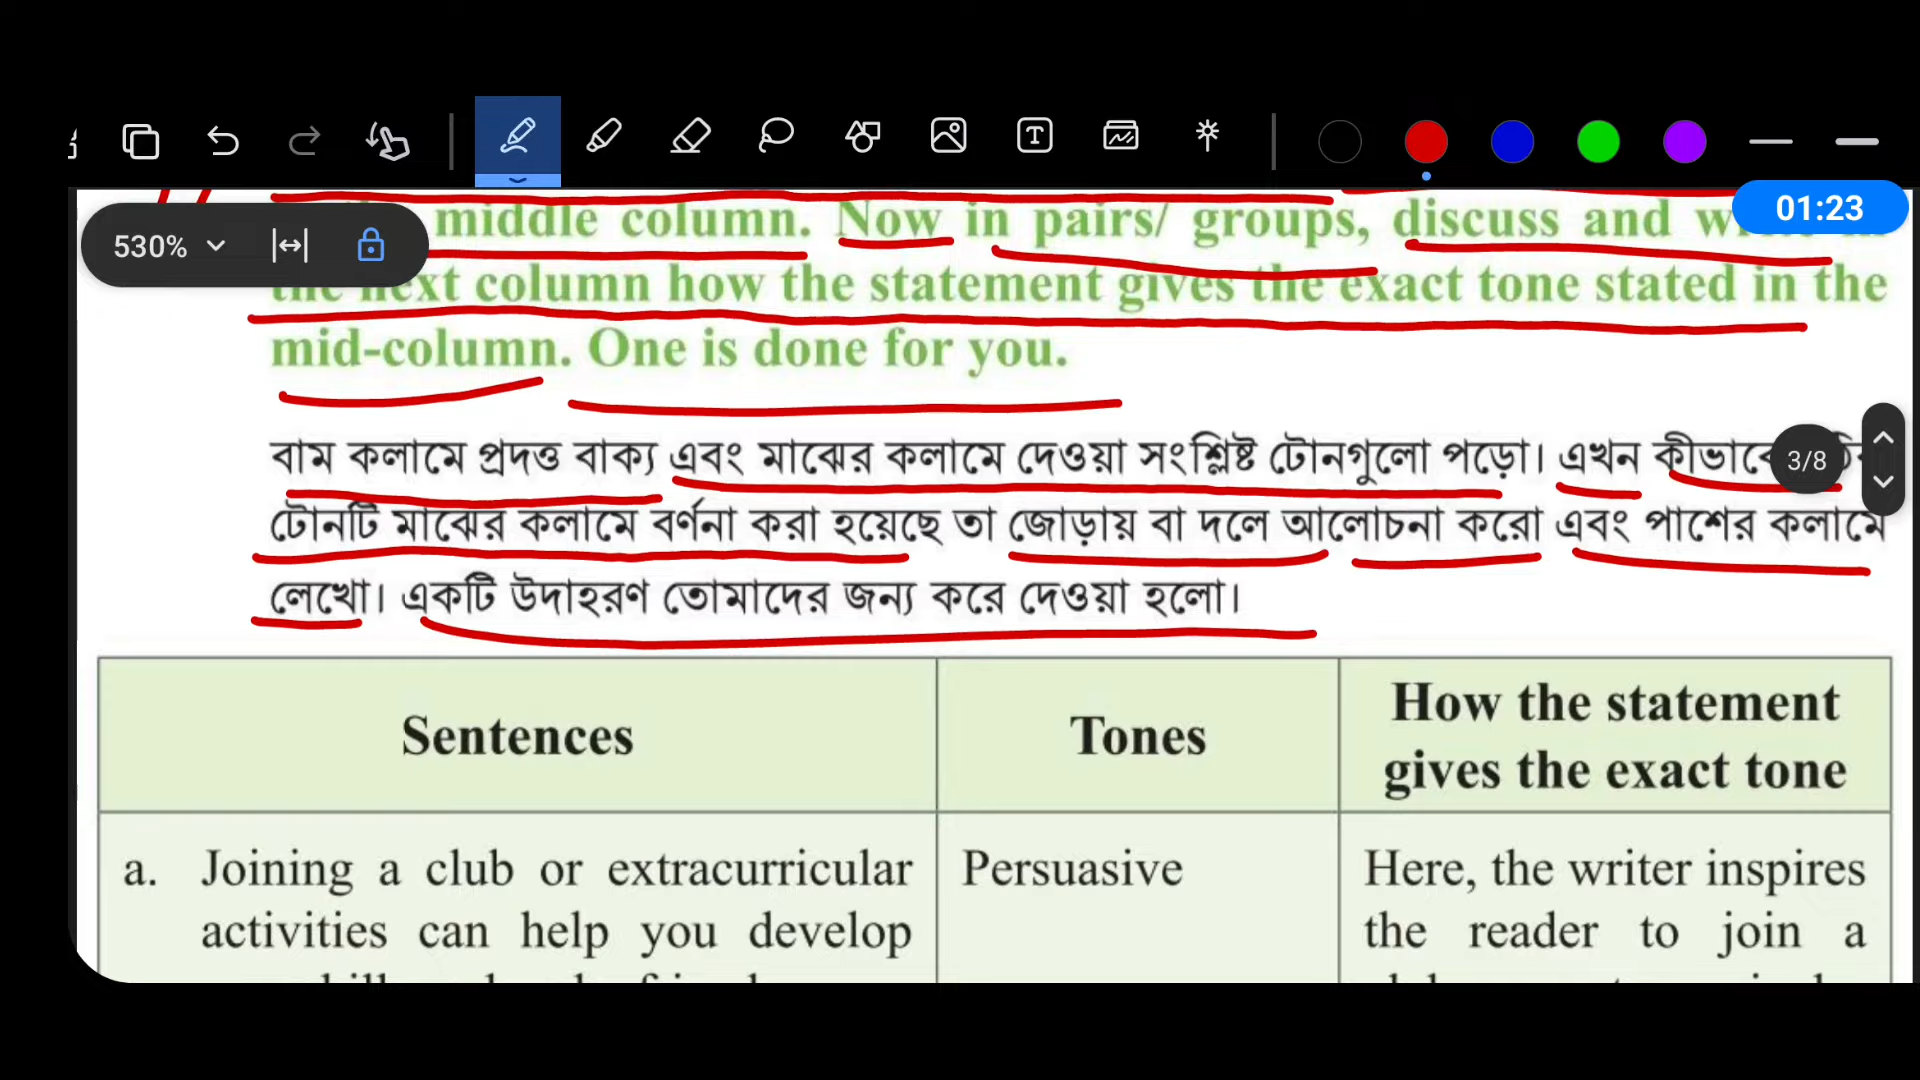 01:23
530%
middle column. Now in pairs/ groups, discuss and
the next column how the statement gives the exact tone stated in the
mid-column. One is done for you.
বাম কলামে প্রদত্ত বাক্য এবং মাঝের কলামে দেওয়া সংশ্লিষ্ট টোনগুলো পড়ো। এখন
3/8
টোনটি মাঝের কলামে বর্ণনা করা হয়েছে তা জোড়ায় বা দলে আলোচনা করো এবং পাশের কলামে
লেখো। একটি উদাহরণ তোমাদের জন্য করে দেওয়া হলো।
Sentences
Tones
How the statement
gives the exact tone
a. Joining a club or extracurricular
activities can help you develop
Persuasive
Here, the writer inspires
the reader to join a